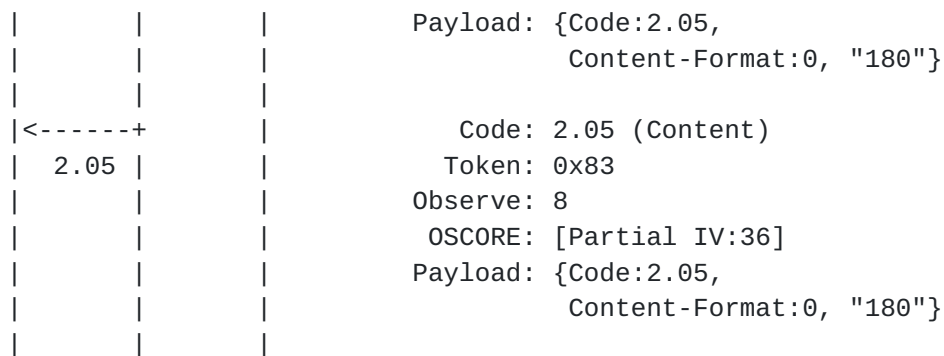 |       |       |         Payload: {Code:2.05,
|       |       |                   Content-Format:0, "180"}
|       |       |
|<------+       |            Code: 2.05 (Content)
|  2.05 |       |           Token: 0x83
|       |       |         Observe: 8
|       |       |          OSCORE: [Partial IV:36]
|       |       |         Payload: {Code:2.05,
|       |       |                   Content-Format:0, "180"}
|       |       |